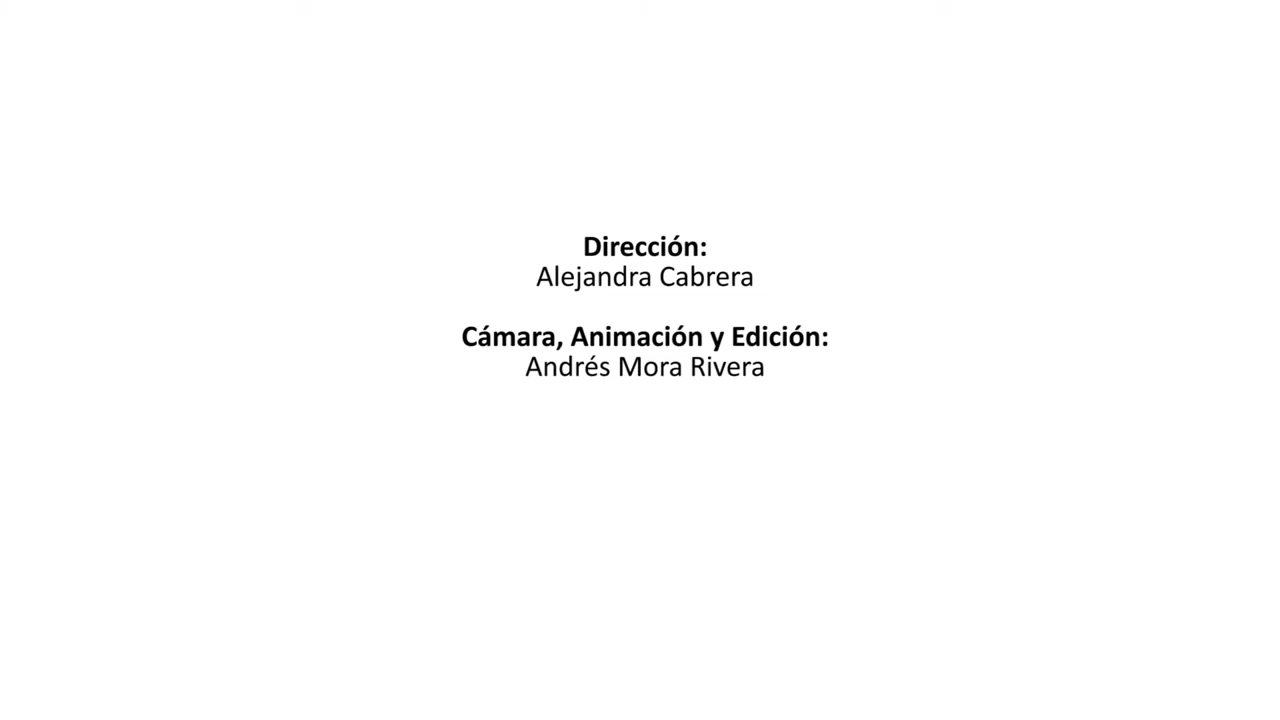 Dirección:
Alejandra Cabrera
Cámara, Animación y Edición:
Andrés Mora Rivera